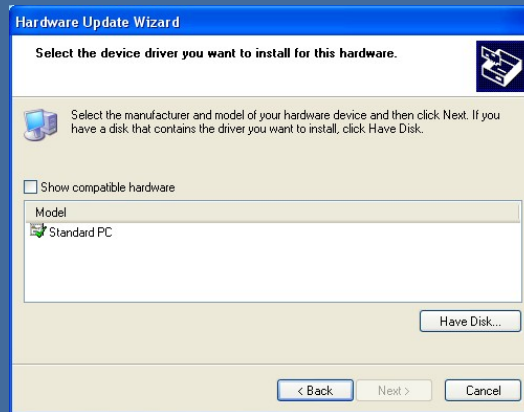 Hardware Update Wizard
Select the device driver you want to install for this hardware.
Select the manufacturer and model of your hardware device and then click Next. If you
have a disk that contains the driver you want to install, click Have Disk.
Show compatible hardware
Model
Standard PC
Have Disk...
< Back Next > Cancel